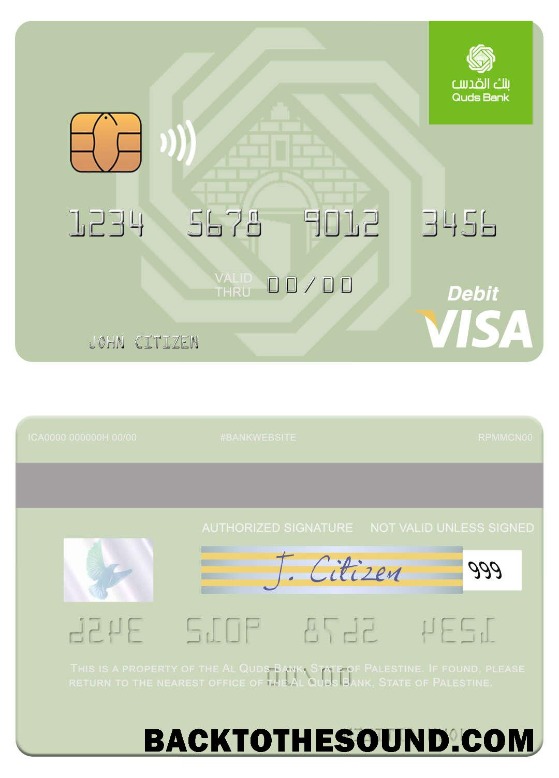 بنك القدس
Quds Bank
1234 5678 9012 3456
VALID THRU 00/00
Debit
VISA
JOHN CITIZEN
ICA0000 000000H 00/00 #BANKWEBSITE RPMMCN00
AUTHORIZED SIGNATURE NOT VALID UNLESS SIGNED
J. Citizen 999
THIS IS A PROPERTY OF THE AL QUDS BANK, STATE OF PALESTINE. IF FOUND, PLEASE
RETURN TO THE NEAREST OFFICE OF THE AL QUDS BANK, STATE OF PALESTINE.
00/00
BACKTOTHESOUND.COM